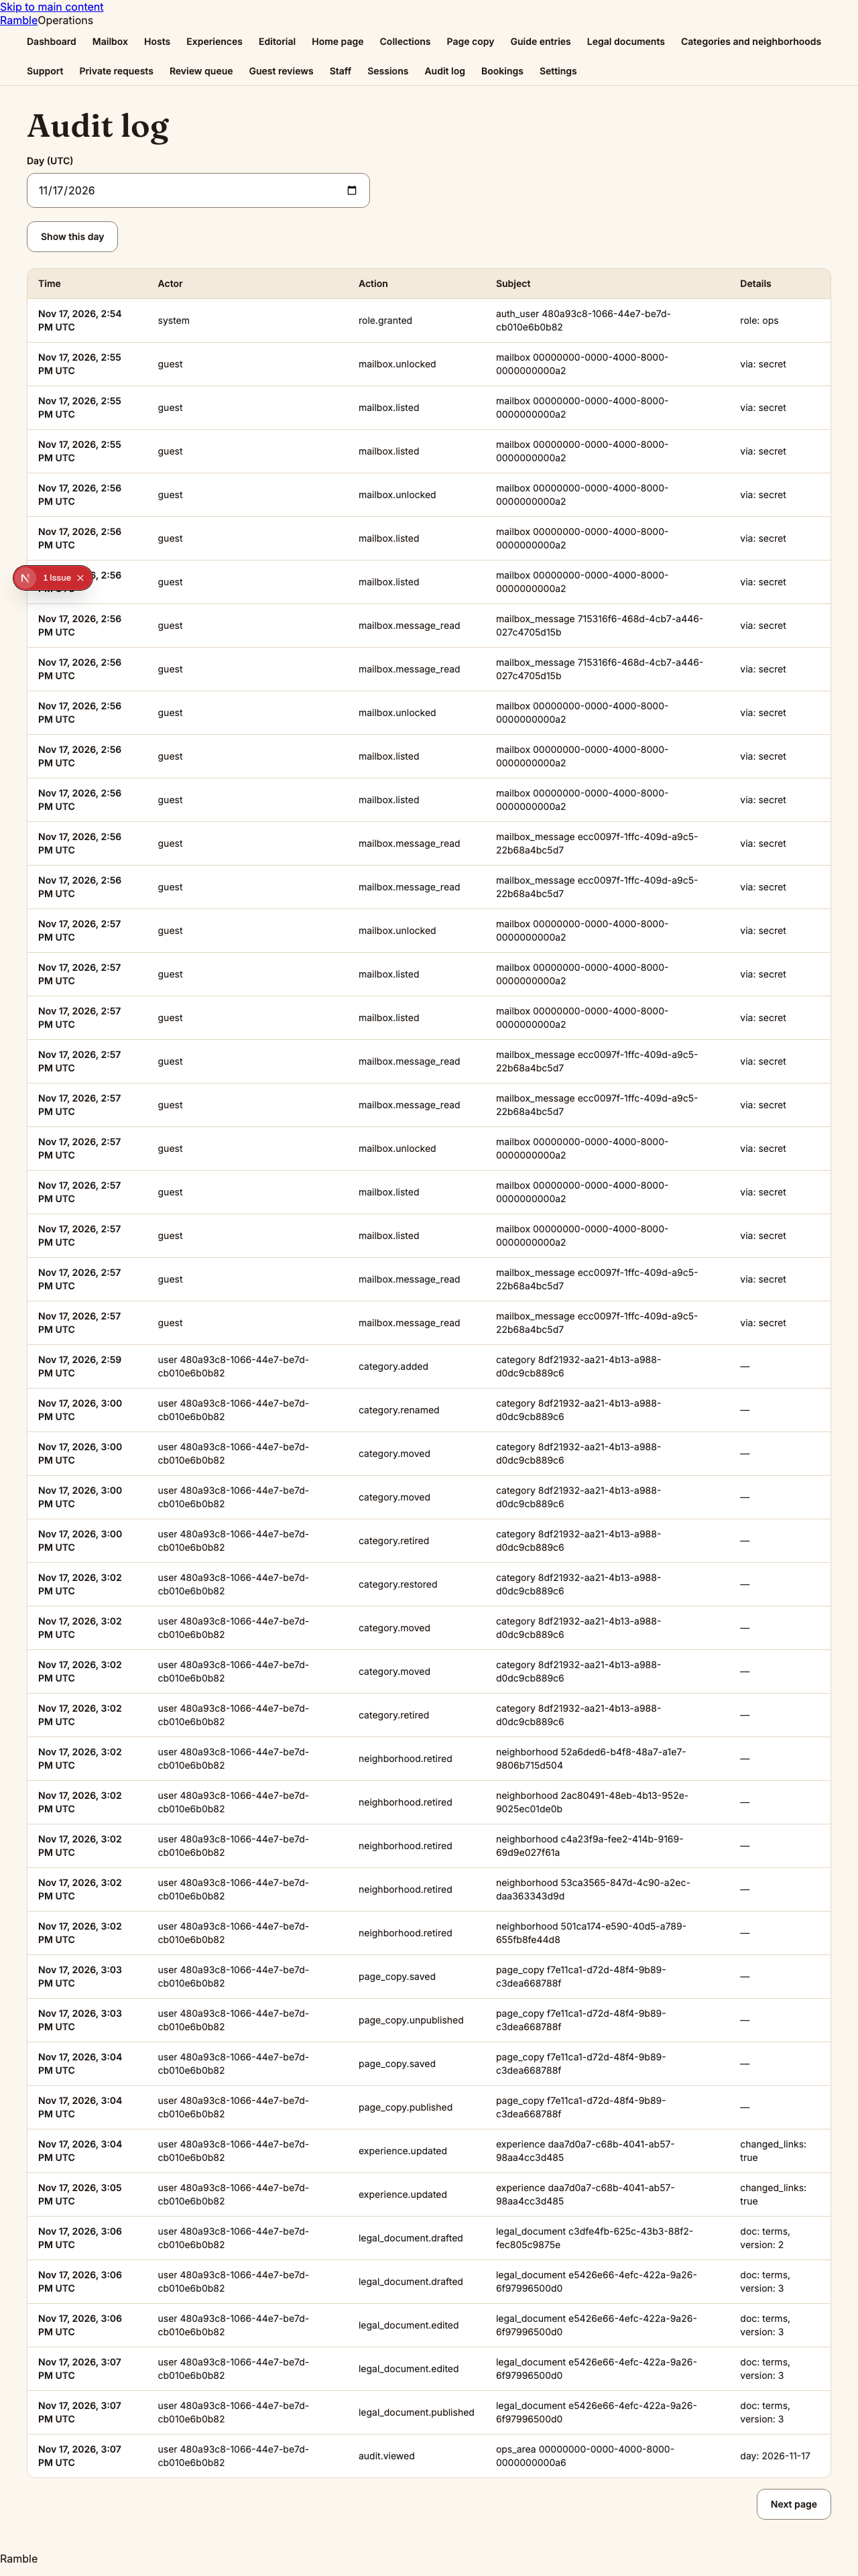 Skip to main content
RambleOperations
Dashboard Mailbox Hosts Experiences Editorial Home page Collections Page copy Guide entries Legal documents Categories and neighborhoods
Support Private requests Review queue Guest reviews Staff Sessions Audit log Bookings Settings
Audit log
Day (UTC)
11/17/2026
Show this day
Time Actor Action Subject Details
Nov 17, 2026, 2:54 PM UTC system role.granted auth_user 480a93c8-1066-44e7-be7d-cb010e6b0b82 role: ops
Nov 17, 2026, 2:55 PM UTC guest mailbox.unlocked mailbox 00000000-0000-4000-8000-0000000000a2 via: secret
Nov 17, 2026, 2:55 PM UTC guest mailbox.listed mailbox 00000000-0000-4000-8000-0000000000a2 via: secret
Nov 17, 2026, 2:55 PM UTC guest mailbox.listed mailbox 00000000-0000-4000-8000-0000000000a2 via: secret
Nov 17, 2026, 2:56 PM UTC guest mailbox.unlocked mailbox 00000000-0000-4000-8000-0000000000a2 via: secret
Nov 17, 2026, 2:56 PM UTC guest mailbox.listed mailbox 00000000-0000-4000-8000-0000000000a2 via: secret
1 Issue
6 PM UTC guest mailbox.listed mailbox 00000000-0000-4000-8000-0000000000a2 via: secret
Nov 17, 2026, 2:56 PM UTC guest mailbox.message_read mailbox_message 715316f6-468d-4cb7-a446-027c4705d15b via: secret
Nov 17, 2026, 2:56 PM UTC guest mailbox.message_read mailbox_message 715316f6-468d-4cb7-a446-027c4705d15b via: secret
Nov 17, 2026, 2:56 PM UTC guest mailbox.unlocked mailbox 00000000-0000-4000-8000-0000000000a2 via: secret
Nov 17, 2026, 2:56 PM UTC guest mailbox.listed mailbox 00000000-0000-4000-8000-0000000000a2 via: secret
Nov 17, 2026, 2:56 PM UTC guest mailbox.listed mailbox 00000000-0000-4000-8000-0000000000a2 via: secret
Nov 17, 2026, 2:56 PM UTC guest mailbox.message_read mailbox_message ecc0097f-1ffc-409d-a9c5-22b68a4bc5d7 via: secret
Nov 17, 2026, 2:56 PM UTC guest mailbox.message_read mailbox_message ecc0097f-1ffc-409d-a9c5-22b68a4bc5d7 via: secret
Nov 17, 2026, 2:57 PM UTC guest mailbox.unlocked mailbox 00000000-0000-4000-8000-0000000000a2 via: secret
Nov 17, 2026, 2:57 PM UTC guest mailbox.listed mailbox 00000000-0000-4000-8000-0000000000a2 via: secret
Nov 17, 2026, 2:57 PM UTC guest mailbox.listed mailbox 00000000-0000-4000-8000-0000000000a2 via: secret
Nov 17, 2026, 2:57 PM UTC guest mailbox.message_read mailbox_message ecc0097f-1ffc-409d-a9c5-22b68a4bc5d7 via: secret
Nov 17, 2026, 2:57 PM UTC guest mailbox.message_read mailbox_message ecc0097f-1ffc-409d-a9c5-22b68a4bc5d7 via: secret
Nov 17, 2026, 2:57 PM UTC guest mailbox.unlocked mailbox 00000000-0000-4000-8000-0000000000a2 via: secret
Nov 17, 2026, 2:57 PM UTC guest mailbox.listed mailbox 00000000-0000-4000-8000-0000000000a2 via: secret
Nov 17, 2026, 2:57 PM UTC guest mailbox.listed mailbox 00000000-0000-4000-8000-0000000000a2 via: secret
Nov 17, 2026, 2:57 PM UTC guest mailbox.message_read mailbox_message ecc0097f-1ffc-409d-a9c5-22b68a4bc5d7 via: secret
Nov 17, 2026, 2:57 PM UTC guest mailbox.message_read mailbox_message ecc0097f-1ffc-409d-a9c5-22b68a4bc5d7 via: secret
Nov 17, 2026, 2:59 PM UTC user 480a93c8-1066-44e7-be7d-cb010e6b0b82 category.added category 8df21932-aa21-4b13-a988-d0dc9cb889c6 —
Nov 17, 2026, 3:00 PM UTC user 480a93c8-1066-44e7-be7d-cb010e6b0b82 category.renamed category 8df21932-aa21-4b13-a988-d0dc9cb889c6 —
Nov 17, 2026, 3:00 PM UTC user 480a93c8-1066-44e7-be7d-cb010e6b0b82 category.moved category 8df21932-aa21-4b13-a988-d0dc9cb889c6 —
Nov 17, 2026, 3:00 PM UTC user 480a93c8-1066-44e7-be7d-cb010e6b0b82 category.moved category 8df21932-aa21-4b13-a988-d0dc9cb889c6 —
Nov 17, 2026, 3:00 PM UTC user 480a93c8-1066-44e7-be7d-cb010e6b0b82 category.retired category 8df21932-aa21-4b13-a988-d0dc9cb889c6 —
Nov 17, 2026, 3:02 PM UTC user 480a93c8-1066-44e7-be7d-cb010e6b0b82 category.restored category 8df21932-aa21-4b13-a988-d0dc9cb889c6 —
Nov 17, 2026, 3:02 PM UTC user 480a93c8-1066-44e7-be7d-cb010e6b0b82 category.moved category 8df21932-aa21-4b13-a988-d0dc9cb889c6 —
Nov 17, 2026, 3:02 PM UTC user 480a93c8-1066-44e7-be7d-cb010e6b0b82 category.moved category 8df21932-aa21-4b13-a988-d0dc9cb889c6 —
Nov 17, 2026, 3:02 PM UTC user 480a93c8-1066-44e7-be7d-cb010e6b0b82 category.retired category 8df21932-aa21-4b13-a988-d0dc9cb889c6 —
Nov 17, 2026, 3:02 PM UTC user 480a93c8-1066-44e7-be7d-cb010e6b0b82 neighborhood.retired neighborhood 52a6ded6-b4f8-48a7-a1e7-9806b715d504 —
Nov 17, 2026, 3:02 PM UTC user 480a93c8-1066-44e7-be7d-cb010e6b0b82 neighborhood.retired neighborhood 2ac80491-48eb-4b13-952e-9025ec01de0b —
Nov 17, 2026, 3:02 PM UTC user 480a93c8-1066-44e7-be7d-cb010e6b0b82 neighborhood.retired neighborhood c4a23f9a-fee2-414b-9169-69d9e027f61a —
Nov 17, 2026, 3:02 PM UTC user 480a93c8-1066-44e7-be7d-cb010e6b0b82 neighborhood.retired neighborhood 53ca3565-847d-4c90-a2ec-daa363343d9d —
Nov 17, 2026, 3:02 PM UTC user 480a93c8-1066-44e7-be7d-cb010e6b0b82 neighborhood.retired neighborhood 501ca174-e590-40d5-a789-655fb8fe44d8 —
Nov 17, 2026, 3:03 PM UTC user 480a93c8-1066-44e7-be7d-cb010e6b0b82 page_copy.saved page_copy f7e11ca1-d72d-48f4-9b89-c3dea668788f —
Nov 17, 2026, 3:03 PM UTC user 480a93c8-1066-44e7-be7d-cb010e6b0b82 page_copy.unpublished page_copy f7e11ca1-d72d-48f4-9b89-c3dea668788f —
Nov 17, 2026, 3:04 PM UTC user 480a93c8-1066-44e7-be7d-cb010e6b0b82 page_copy.saved page_copy f7e11ca1-d72d-48f4-9b89-c3dea668788f —
Nov 17, 2026, 3:04 PM UTC user 480a93c8-1066-44e7-be7d-cb010e6b0b82 page_copy.published page_copy f7e11ca1-d72d-48f4-9b89-c3dea668788f —
Nov 17, 2026, 3:04 PM UTC user 480a93c8-1066-44e7-be7d-cb010e6b0b82 experience.updated experience daa7d0a7-c68b-4041-ab57-98aa4cc3d485 changed_links: true
Nov 17, 2026, 3:05 PM UTC user 480a93c8-1066-44e7-be7d-cb010e6b0b82 experience.updated experience daa7d0a7-c68b-4041-ab57-98aa4cc3d485 changed_links: true
Nov 17, 2026, 3:06 PM UTC user 480a93c8-1066-44e7-be7d-cb010e6b0b82 legal_document.drafted legal_document c3dfe4fb-625c-43b3-88f2-fec805c9875e doc: terms, version: 2
Nov 17, 2026, 3:06 PM UTC user 480a93c8-1066-44e7-be7d-cb010e6b0b82 legal_document.drafted legal_document e5426e66-4efc-422a-9a26-6f97996500d0 doc: terms, version: 3
Nov 17, 2026, 3:06 PM UTC user 480a93c8-1066-44e7-be7d-cb010e6b0b82 legal_document.edited legal_document e5426e66-4efc-422a-9a26-6f97996500d0 doc: terms, version: 3
Nov 17, 2026, 3:07 PM UTC user 480a93c8-1066-44e7-be7d-cb010e6b0b82 legal_document.edited legal_document e5426e66-4efc-422a-9a26-6f97996500d0 doc: terms, version: 3
Nov 17, 2026, 3:07 PM UTC user 480a93c8-1066-44e7-be7d-cb010e6b0b82 legal_document.published legal_document e5426e66-4efc-422a-9a26-6f97996500d0 doc: terms, version: 3
Nov 17, 2026, 3:07 PM UTC user 480a93c8-1066-44e7-be7d-cb010e6b0b82 audit.viewed ops_area 00000000-0000-4000-8000-0000000000a6 day: 2026-11-17
Next page
Ramble